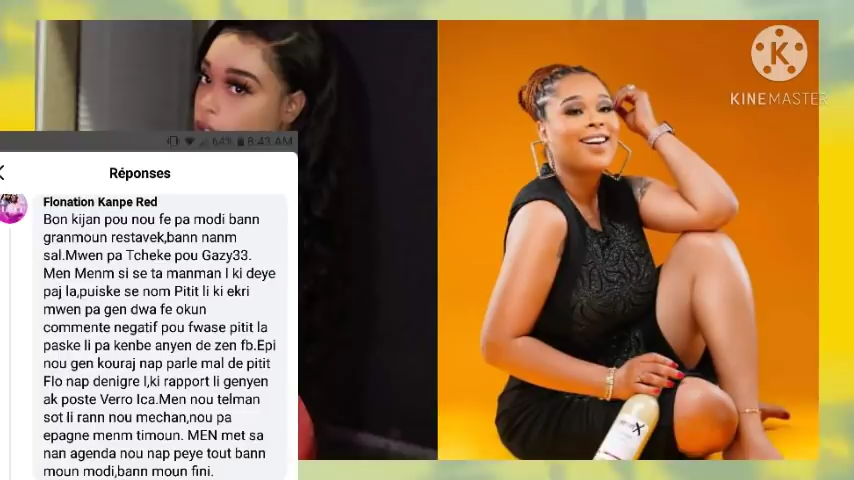 KINEMASTER
64% 8:43 AM
Réponses
Flonation Kanpe Red
Bon kijan pou nou fe pa modi bann
granmoun restavek,bann nanm
sal.Mwen pa Tcheke pou Gazy33.
Men Menm si se ta manman l ki deye
paj la,puiske se nom Pitit li ki ekri
mwen pa gen dwa fe okun
commente negatif pou fwase pitit la
paske li pa kenbe anyen de zen fb.Epi
nou gen kouraj nap parle mal de pitit
Flo nap denigre l,ki rapport li genyen
ak poste Verro Ica.Men nou telman
sot li rann nou mechan,nou pa
epagne menm timoun. MEN met sa
nan agenda nou nap peye tout bann
moun modi,bann moun fini.